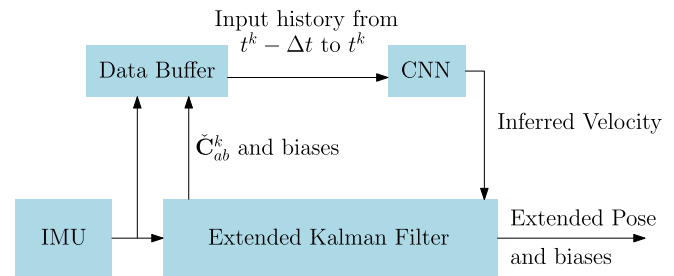 Input history from
t^k − Δt to t^k
Data Buffer
CNN
Inferred Velocity
Č^k_ab and biases
IMU
Extended Kalman Filter
Extended Pose
and biases